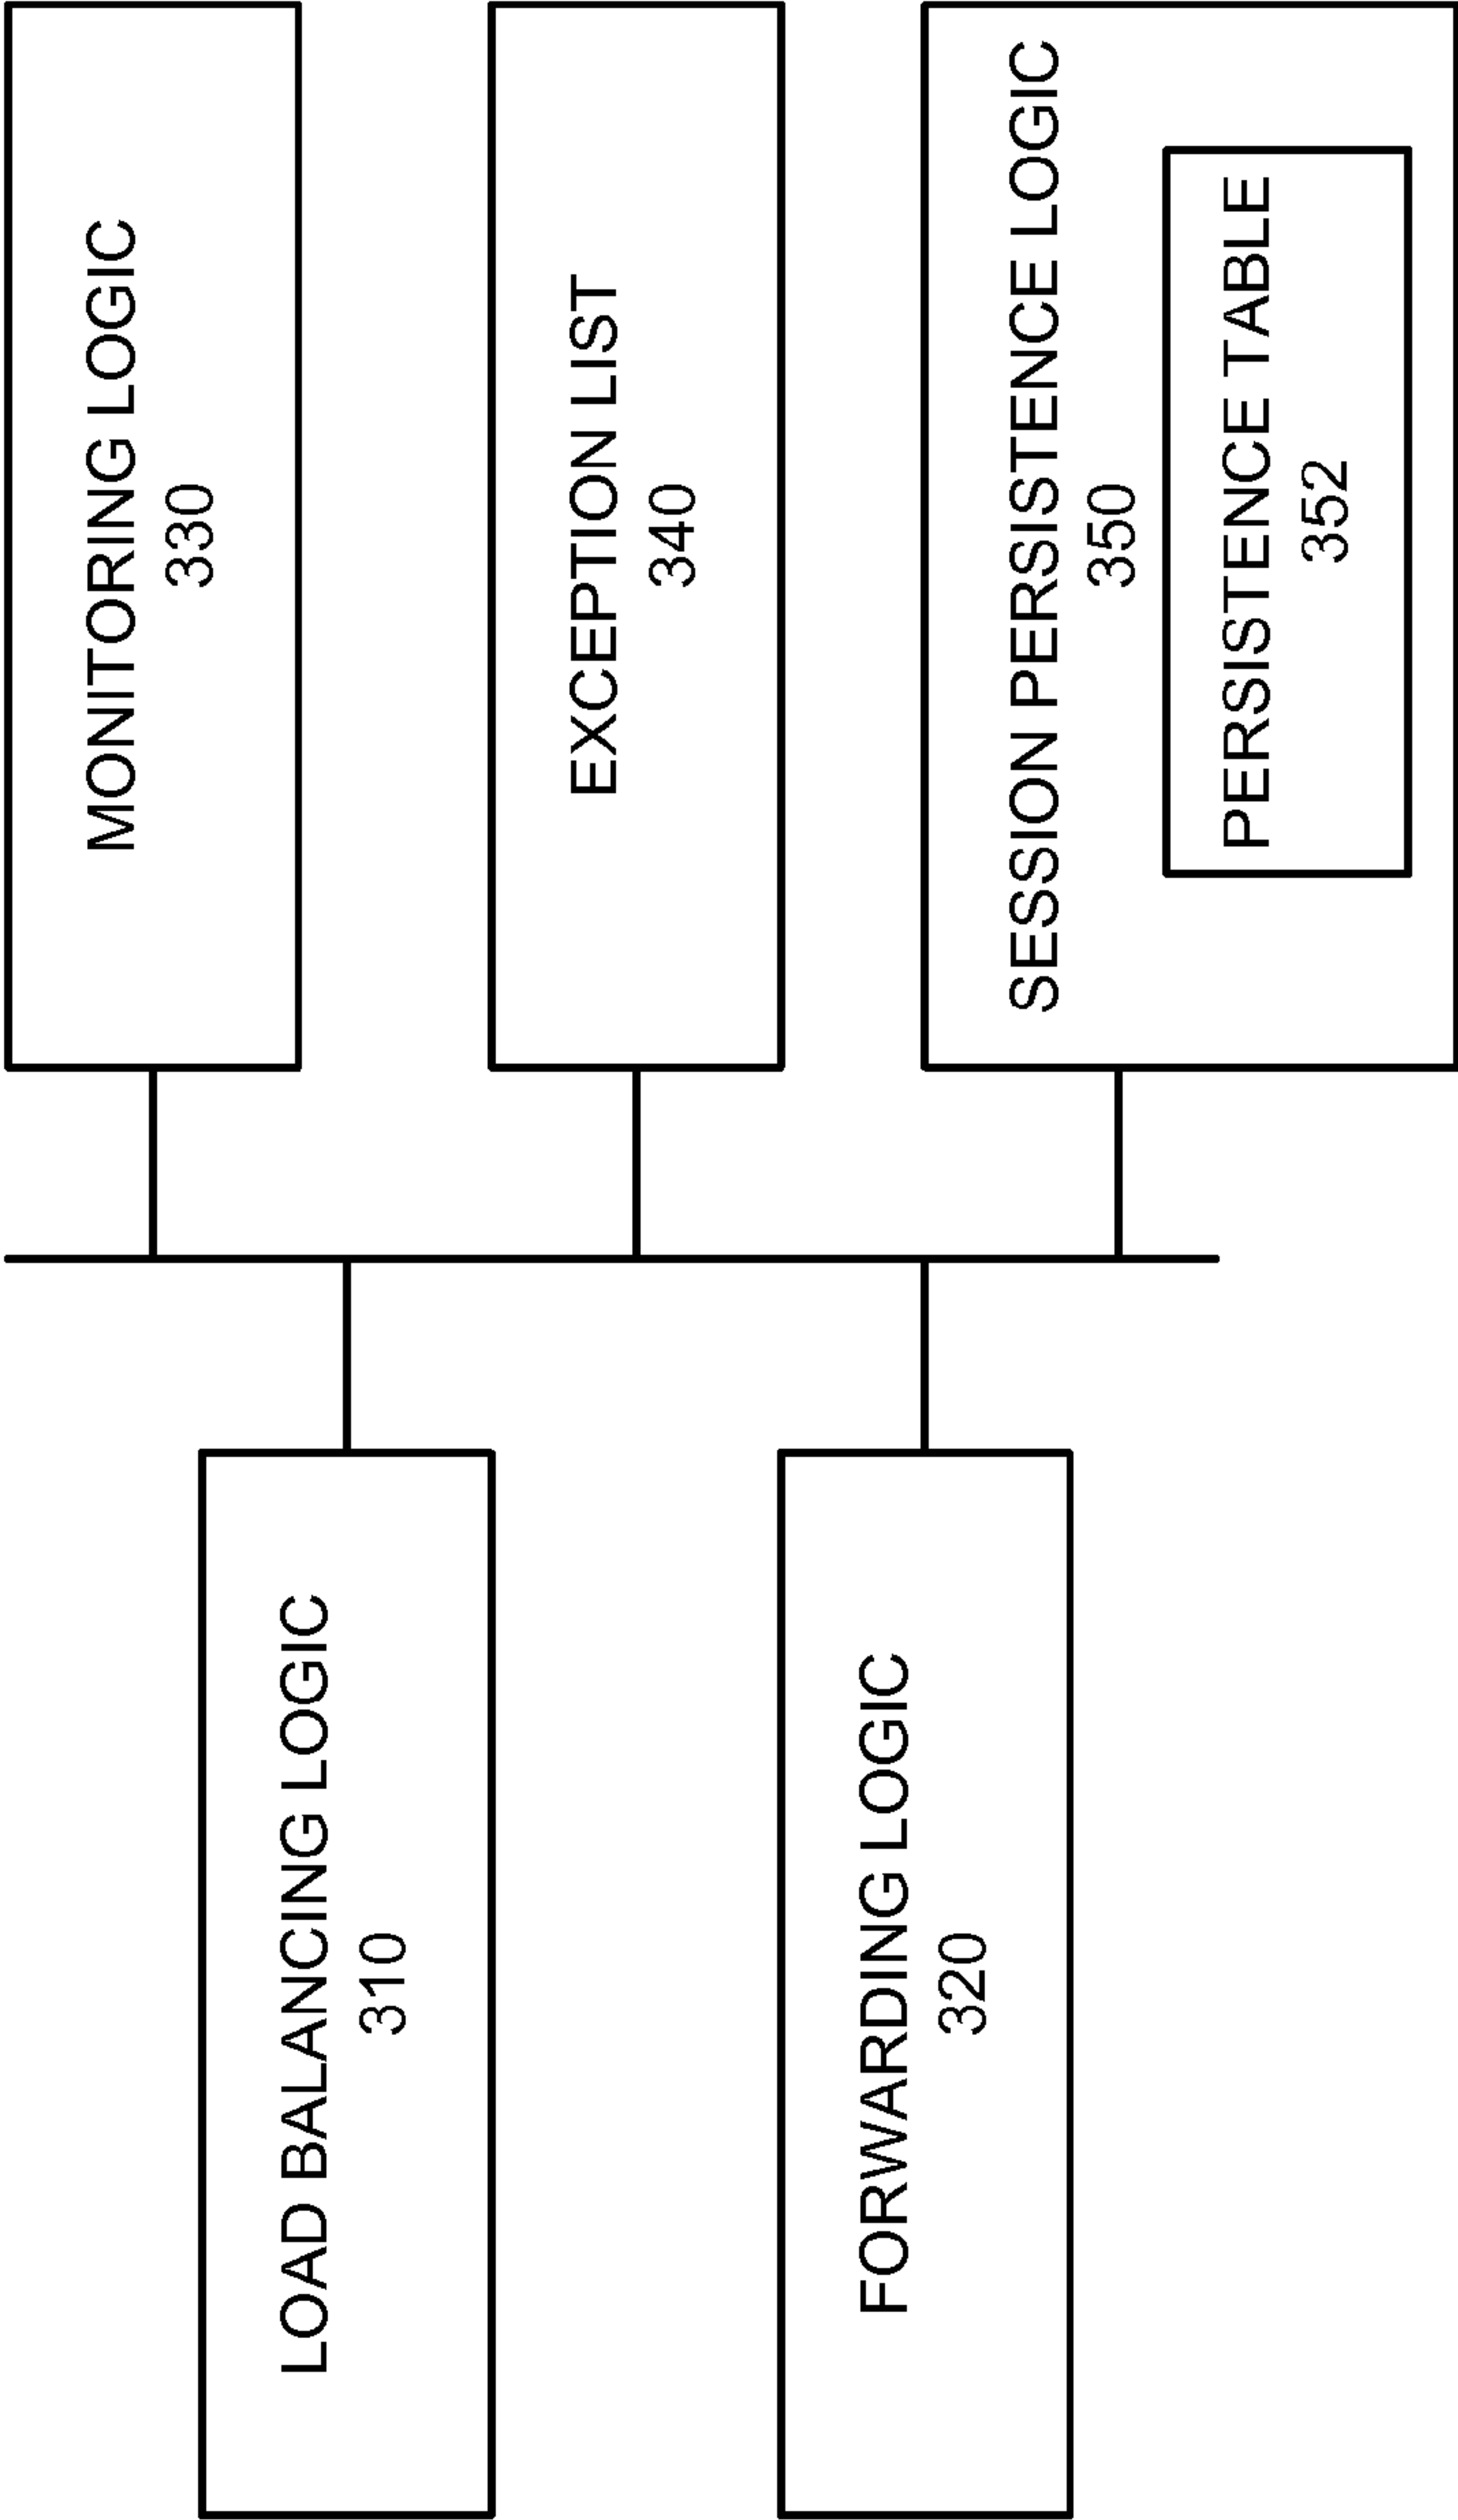 LOAD BALANCING LOGIC
310
FORWARDING LOGIC
320
MONITORING LOGIC
330
EXCEPTION LIST
340
SESSION PERSISTENCE LOGIC
350
PERSISTENCE TABLE
352